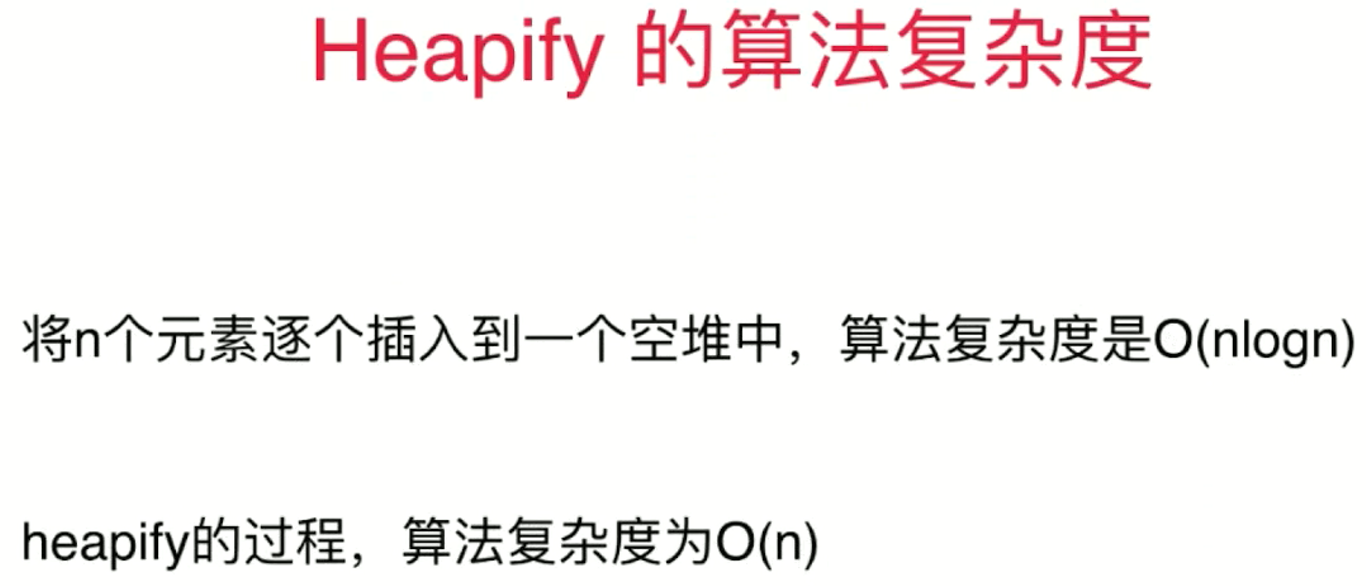 Heapify 的算法复杂度
将n个元素逐个插入到一个空堆中，算法复杂度是O(nlogn)
heapify的过程，算法复杂度为O(n)